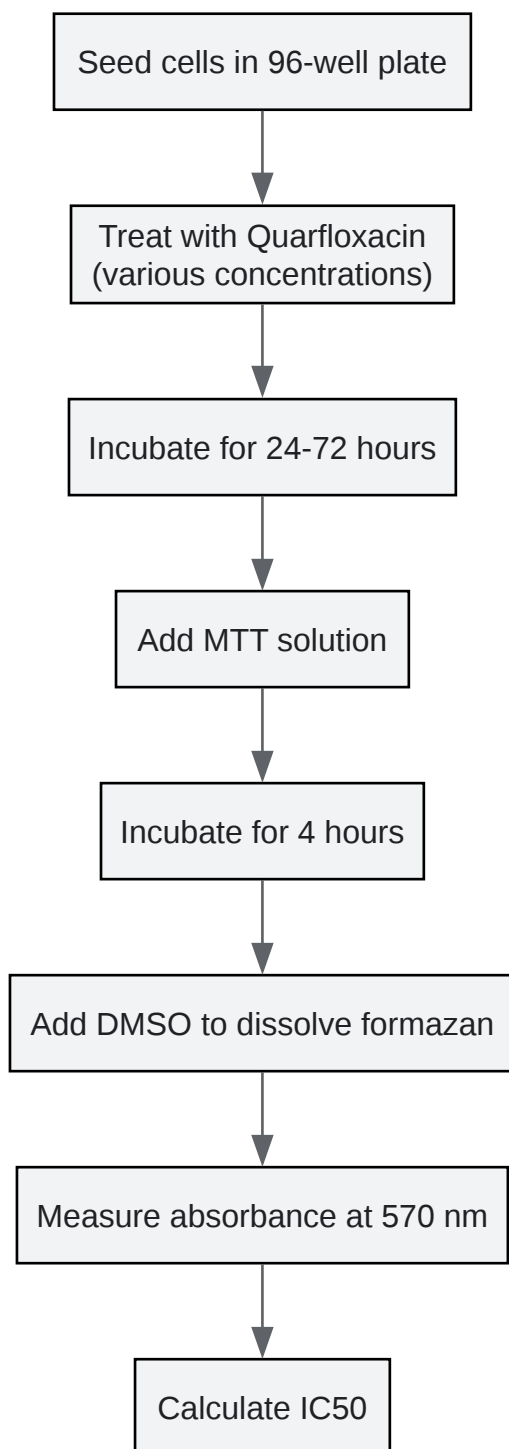 Seed cells in 96-well plate
Treat with Quarfloxacin
(various concentrations)
Incubate for 24-72 hours
Add MTT solution
Incubate for 4 hours
Add DMSO to dissolve formazan
Measure absorbance at 570 nm
Calculate IC50